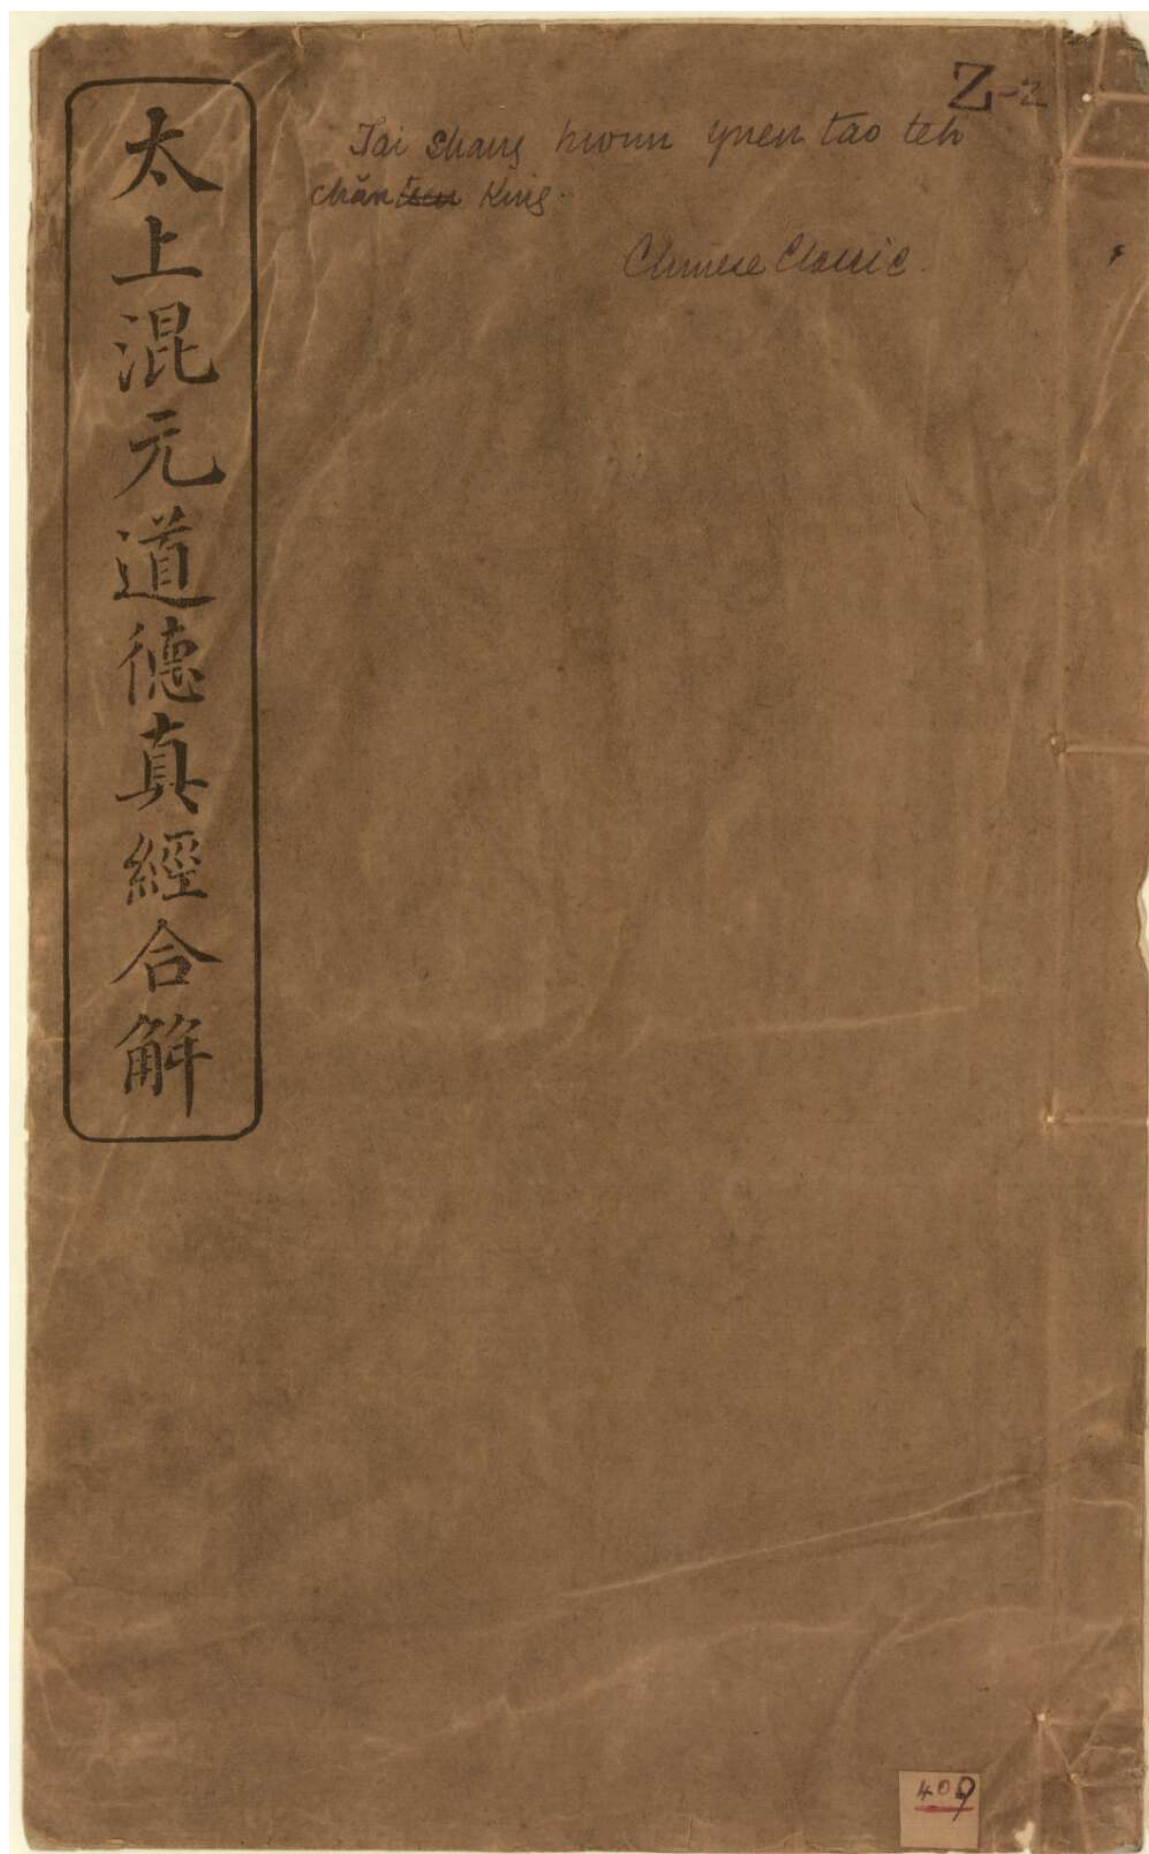 太上混元道德真經合解
Z-2
Tai Shang hwun yuen tao teh
chăn King.
Chinese Classic.
409